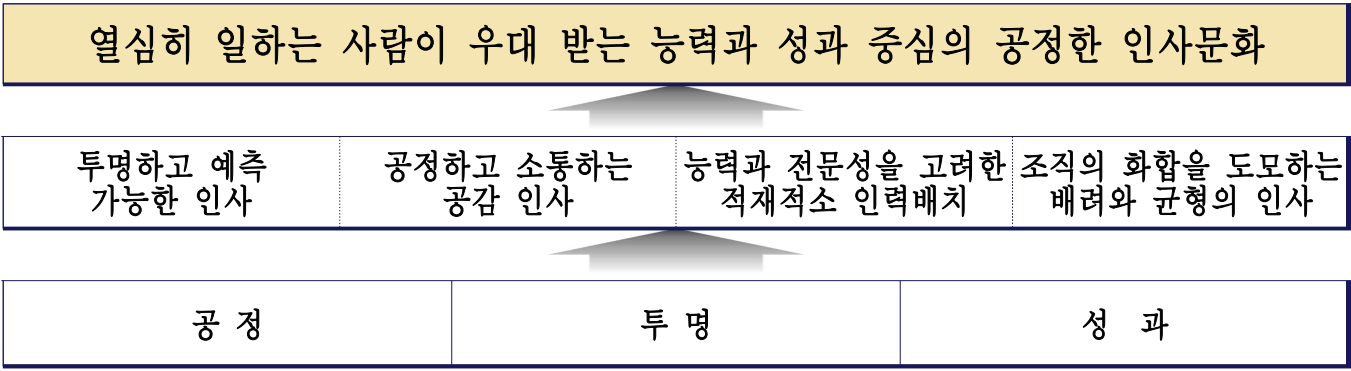 열심히 일하는 사람이 우대 받는 능력과 성과 중심의 공정한 인사문화
투명하고 예측
가능한 인사
공정하고 소통하는
공감 인사
능력과 전문성을 고려한
적재적소 인력배치
조직의 화합을 도모하는
배려와 균형의 인사
공 정
투 명
성 과